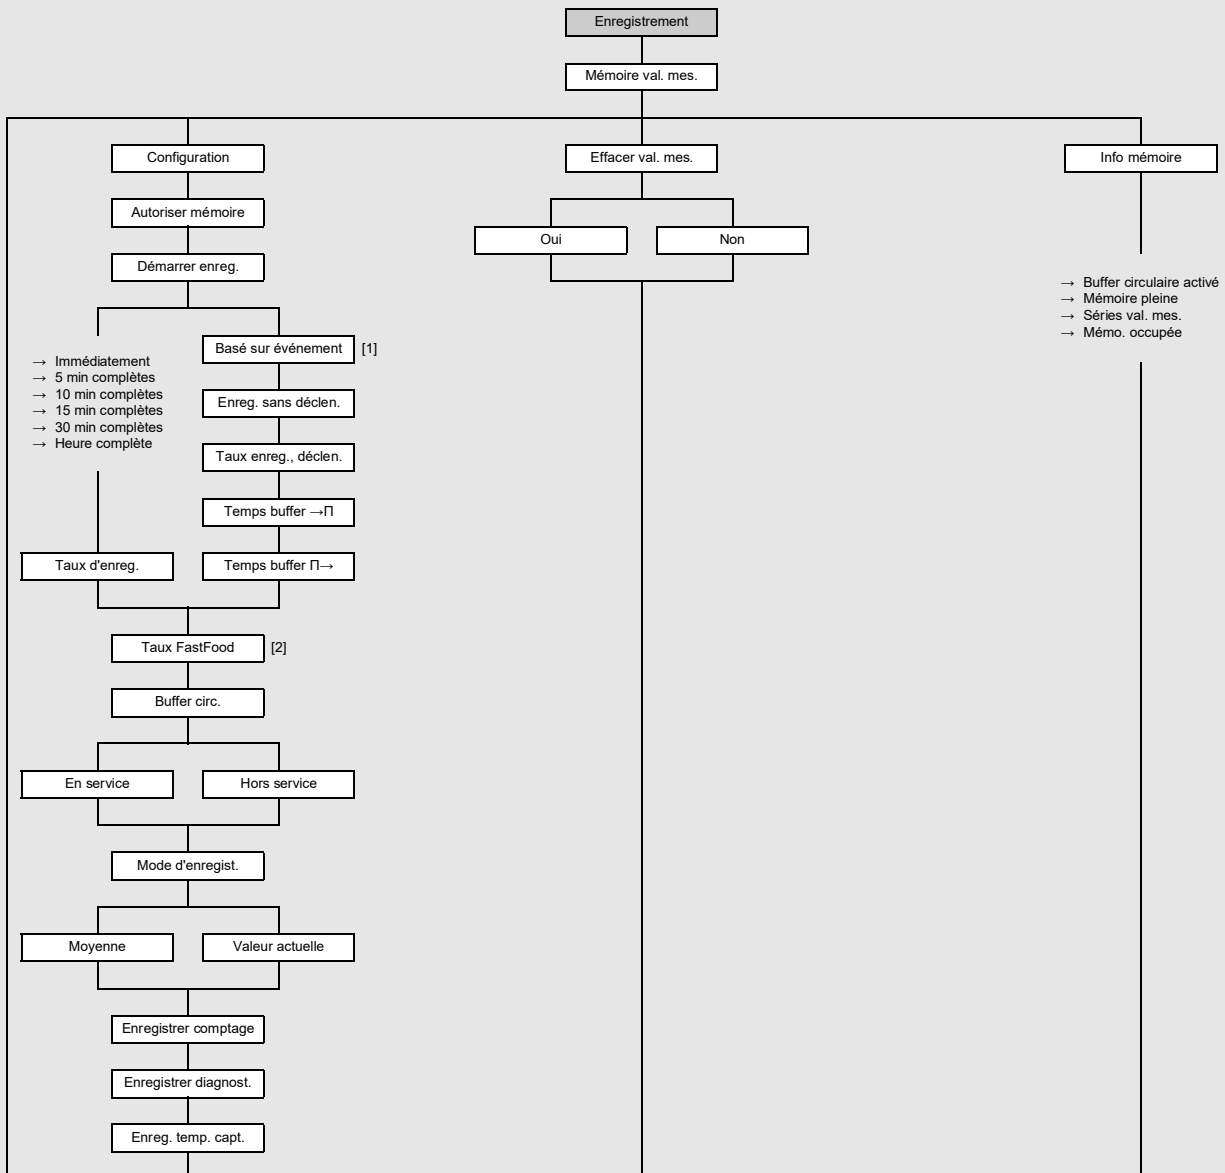 Enregistrement
Mémoire val. mes.
Configuration
Effacer val. mes.
Info mémoire
Autoriser mémoire
Oui
Non
Démarrer enreg.
→ Buffer circulaire activé
→ Mémoire pleine
→ Séries val. mes.
→ Mémo. occupée
→ Immédiatement
→ 5 min complètes
→ 10 min complètes
→ 15 min complètes
→ 30 min complètes
→ Heure complète
Basé sur événement [1]
Enreg. sans déclen.
Taux enreg., déclen.
Temps buffer →Π
Taux d'enreg.
Temps buffer Π→
Taux FastFood [2]
Buffer circ.
En service
Hors service
Mode d'enregist.
Moyenne
Valeur actuelle
Enregistrer comptage
Enregistrer diagnost.
Enreg. temp. capt.